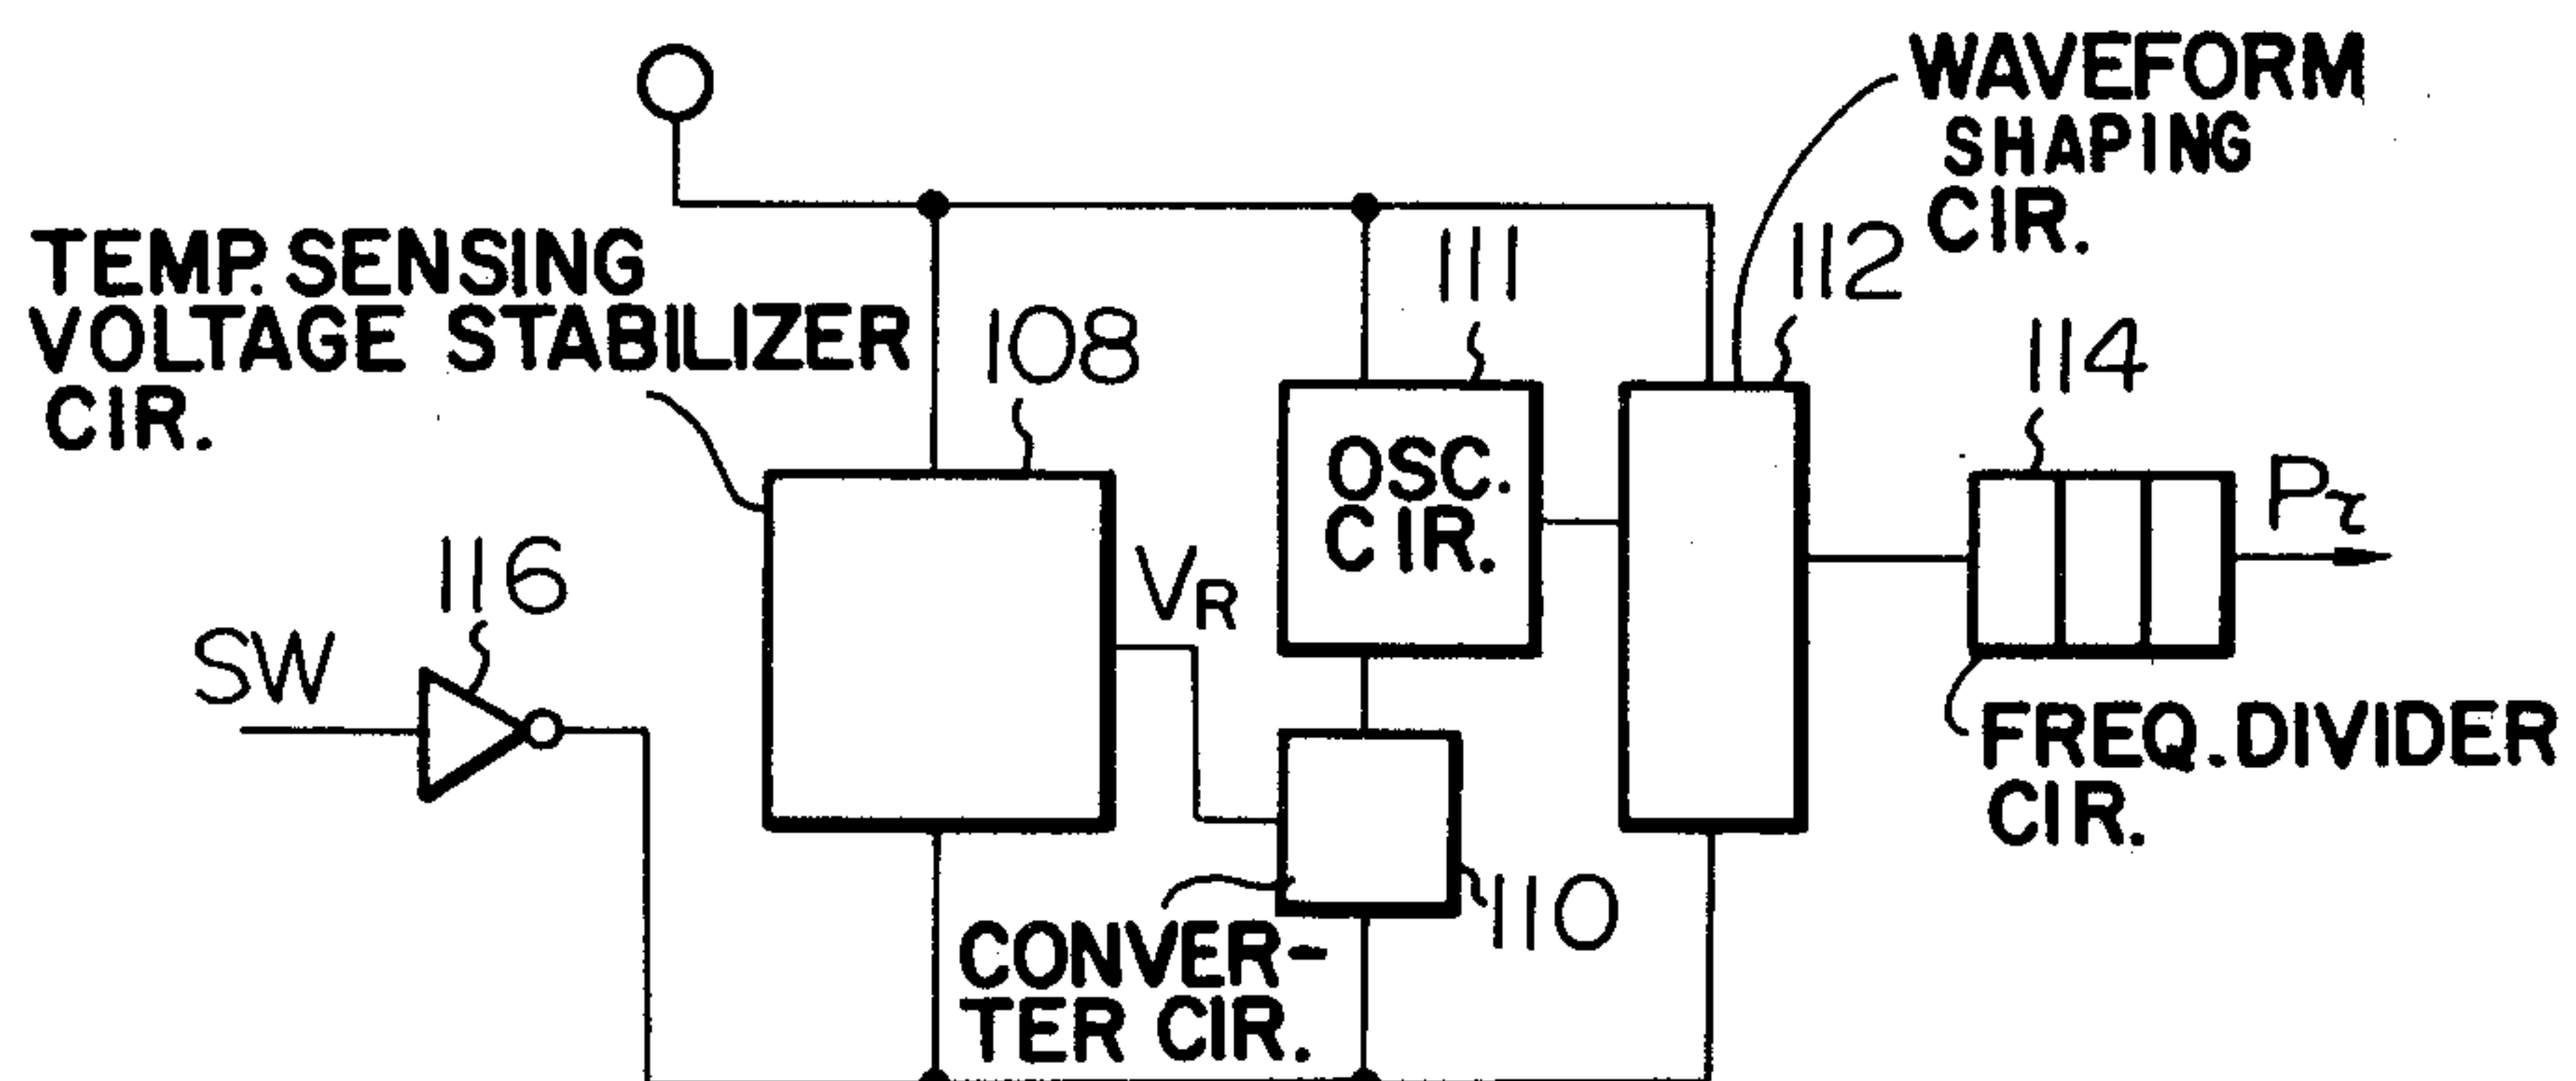 WAVEFORM
SHAPING
CIR.
112
111
TEMP. SENSING
VOLTAGE STABILIZER
CIR.
108
114
OSC.
CIR.
116
SW
VR
Pτ
FREQ. DIVIDER
CIR.
110
CONVER-
TER CIR.